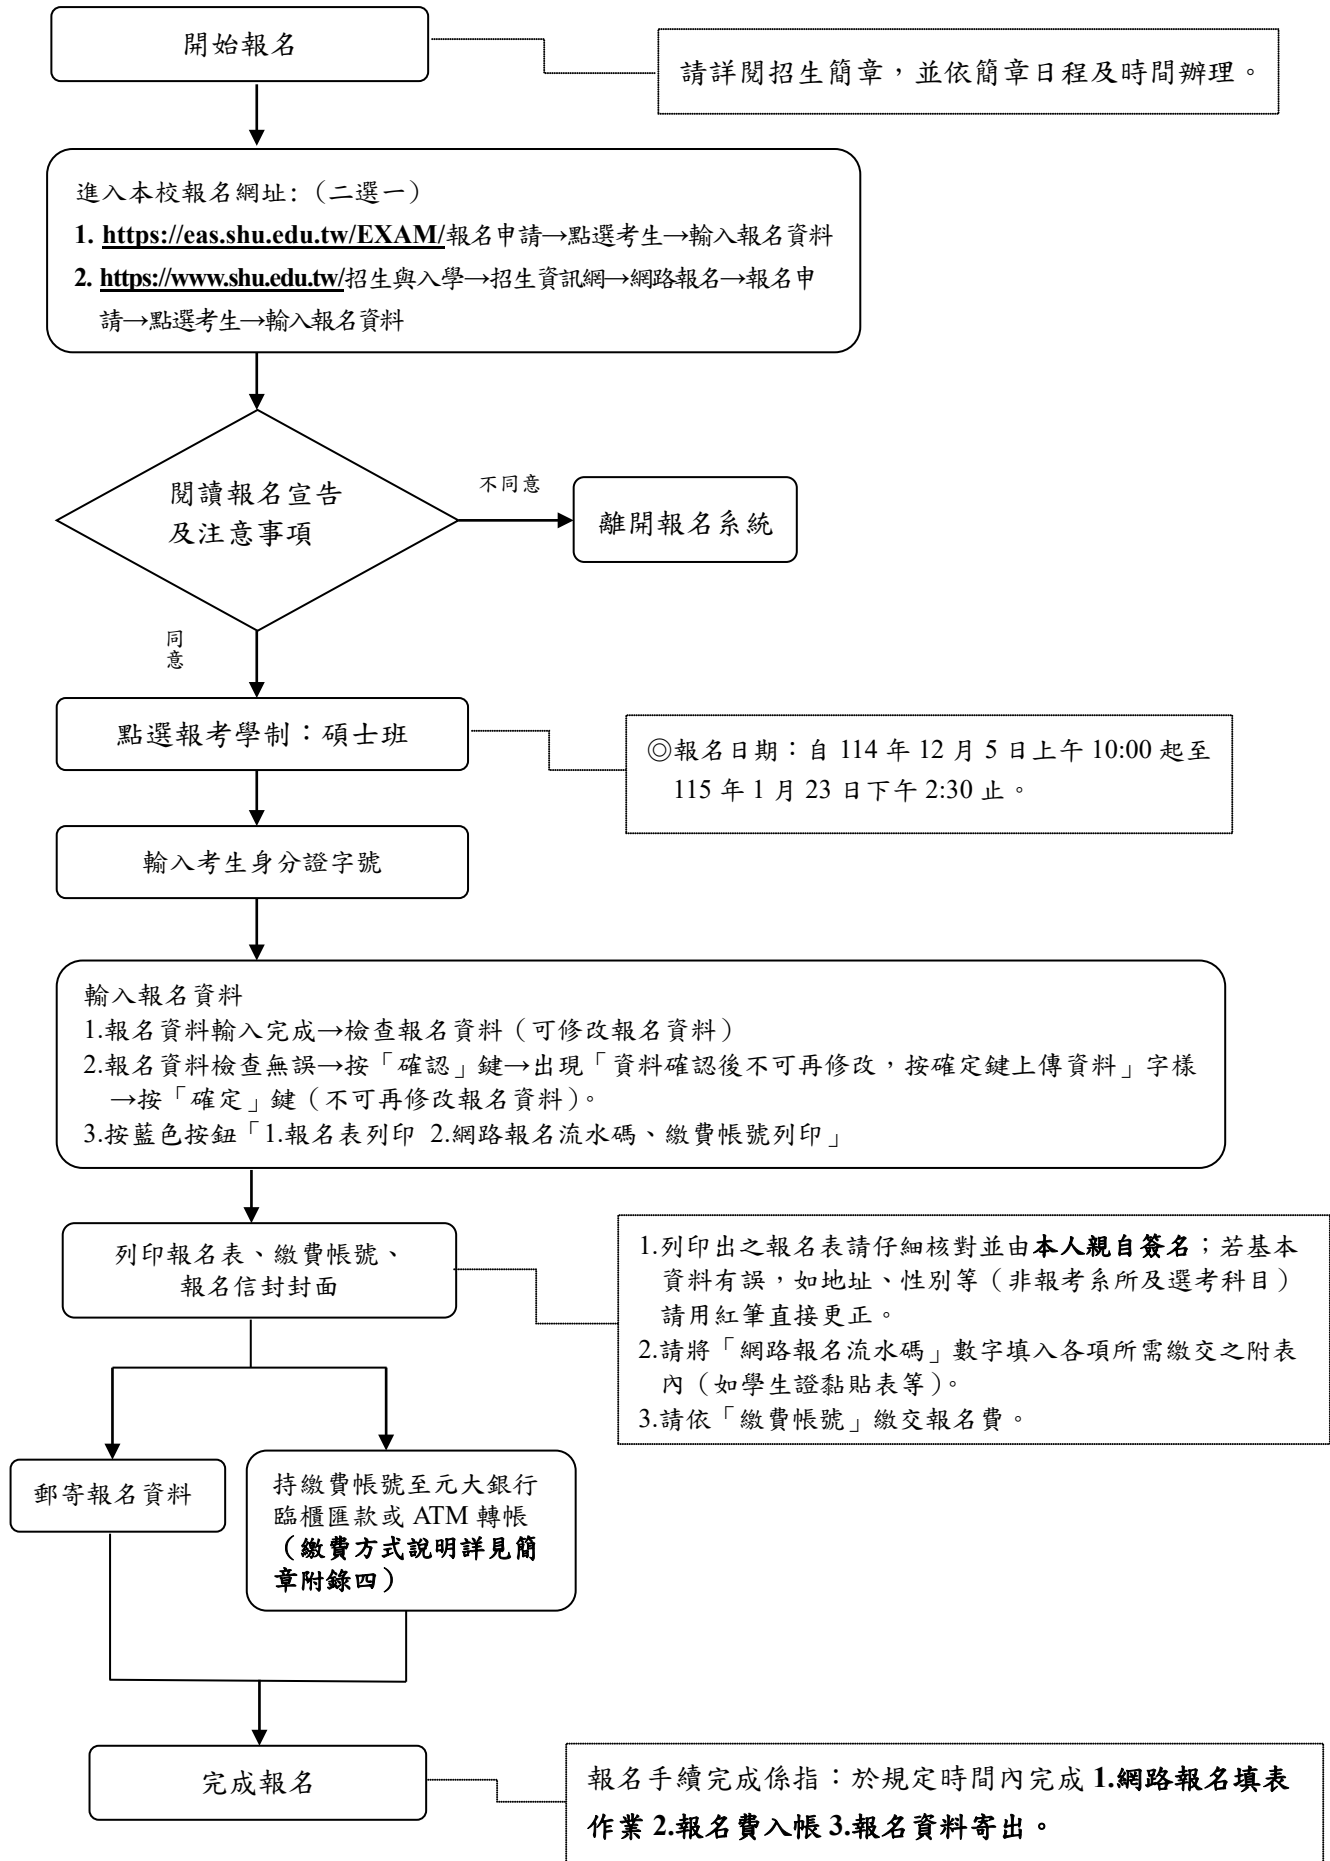 開始報名
請詳閱招生簡章，並依簡章日程及時間辦理。
進入本校報名網址：（二選一）
1. https://eas.shu.edu.tw/EXAM/報名申請→點選考生→輸入報名資料
2. https://www.shu.edu.tw/招生與入學→招生資訊網→網路報名→報名申
請→點選考生→輸入報名資料
閱讀報名宣告
及注意事項
不同意
離開報名系統
同
意
點選報考學制：碩士班
◎報名日期：自 114 年 12 月 5 日上午 10:00 起至
115 年 1 月 23 日下午 2:30 止。
輸入考生身分證字號
輸入報名資料
1.報名資料輸入完成→檢查報名資料（可修改報名資料）
2.報名資料檢查無誤→按「確認」鍵→出現「資料確認後不可再修改，按確定鍵上傳資料」字樣
→按「確定」鍵（不可再修改報名資料）。
3.按藍色按鈕「1.報名表列印 2.網路報名流水碼、繳費帳號列印」
列印報名表、繳費帳號、
報名信封封面
1.列印出之報名表請仔細核對並由本人親自簽名；若基本
資料有誤，如地址、性別等（非報考系所及選考科目）
請用紅筆直接更正。
2.請將「網路報名流水碼」數字填入各項所需繳交之附表
內（如學生證黏貼表等）。
3.請依「繳費帳號」繳交報名費。
郵寄報名資料
持繳費帳號至元大銀行
臨櫃匯款或 ATM 轉帳
（繳費方式說明詳見簡
章附錄四）
完成報名
報名手續完成係指：於規定時間內完成 1.網路報名填表
作業 2.報名費入帳 3.報名資料寄出。